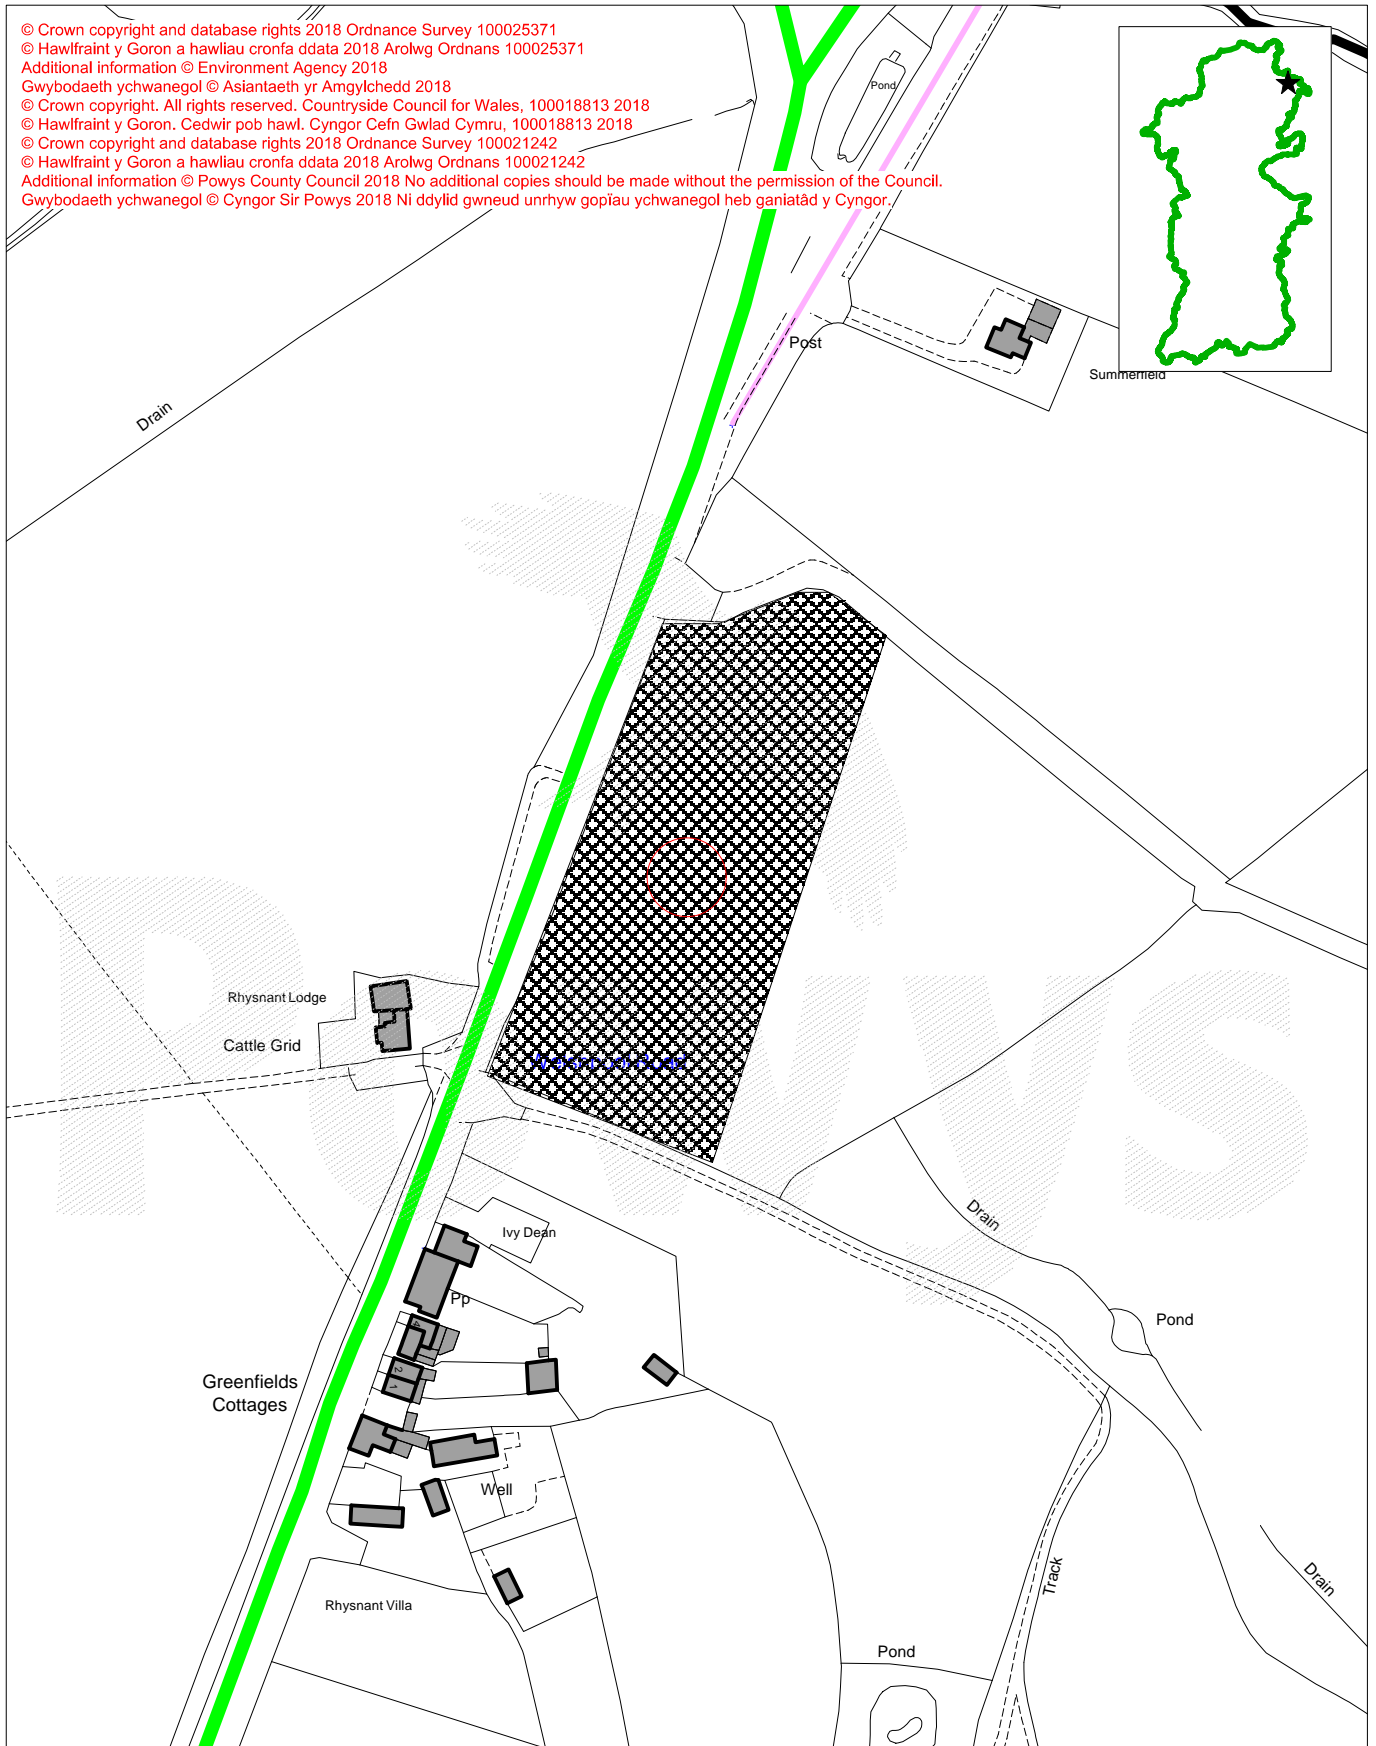 © Crown copyright and database rights 2018 Ordnance Survey 100025371
© Hawlfraint y Goron a hawliau cronfa ddata 2018 Arolwg Ordnans 100025371
Additional information © Environment Agency 2018
Gwybodaeth ychwanegol © Asiantaeth yr Amgylchedd 2018
© Crown copyright. All rights reserved. Countryside Council for Wales, 100018813 2018
© Hawlfraint y Goron. Cedwir pob hawl. Cyngor Cefn Gwlad Cymru, 100018813 2018
© Crown copyright and database rights 2018 Ordnance Survey 100021242
© Hawlfraint y Goron a hawliau cronfa ddata 2018 Arolwg Ordnans 100021242
Additional information © Powys County Council 2018 No additional copies should be made without the permission of the Council.
Gwybodaeth ychwanegol © Cyngor Sir Powys 2018 Ni ddylid gwneud unrhyw gopïau ychwanegol heb ganiatâd y Cyngor.
Pond
Post
Summerfield
Drain
Rhysnant Lodge
Cattle Grid
Welshpool Road
Powys
Drain
Ivy Dean
Pp
Pond
4
2
1
Greenfields
Cottages
Well
Track
Drain
Rhysnant Villa
Pond